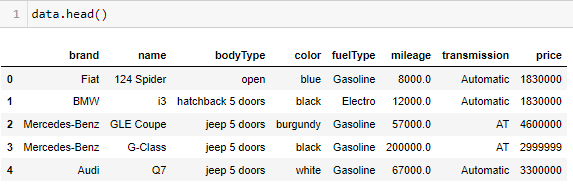 1 data.head()
brand name bodyType color fuelType mileage transmission price
0 Fiat 124 Spider open blue Gasoline 8000.0 Automatic 1830000
1 BMW i3 hatchback 5 doors black Electro 12000.0 Automatic 1830000
2 Mercedes-Benz GLE Coupe jeep 5 doors burgundy Gasoline 57000.0 AT 4600000
3 Mercedes-Benz G-Class jeep 5 doors black Gasoline 200000.0 AT 2999999
4 Audi Q7 jeep 5 doors white Gasoline 67000.0 Automatic 3300000